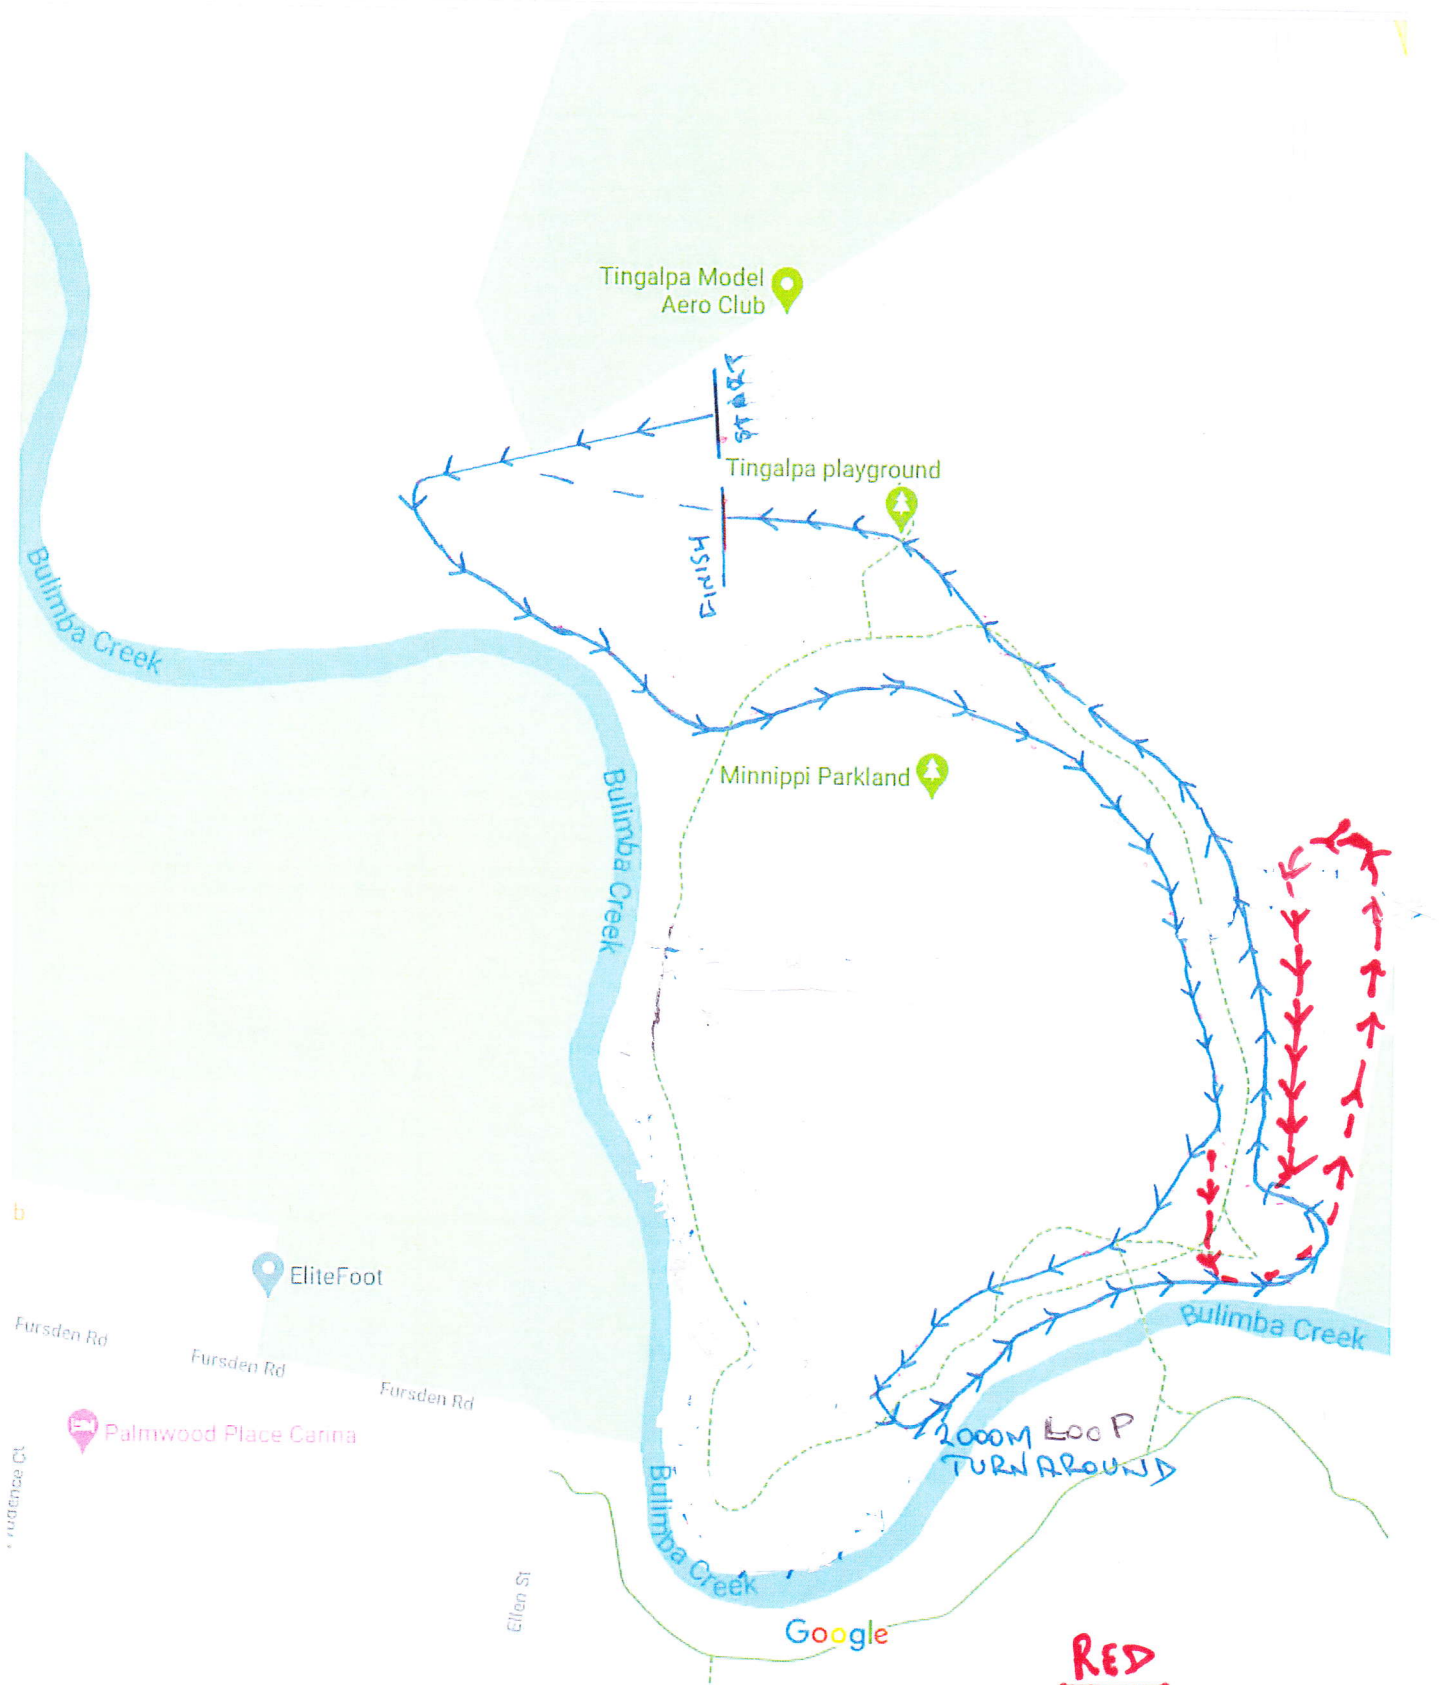 Tingalpa Model
Aero Club
START
Tingalpa playground
FINISH
Bulimba Creek
Minnippi Parkland
Bulimba Creek
b
EliteFoot
Bulimba Creek
Fursden Rd
Fursden Rd
Fursden Rd
Palmwood Place Carina
2000M LOOP
TURNAROUND
Bulimba Creek
Ellen St
Google
RED